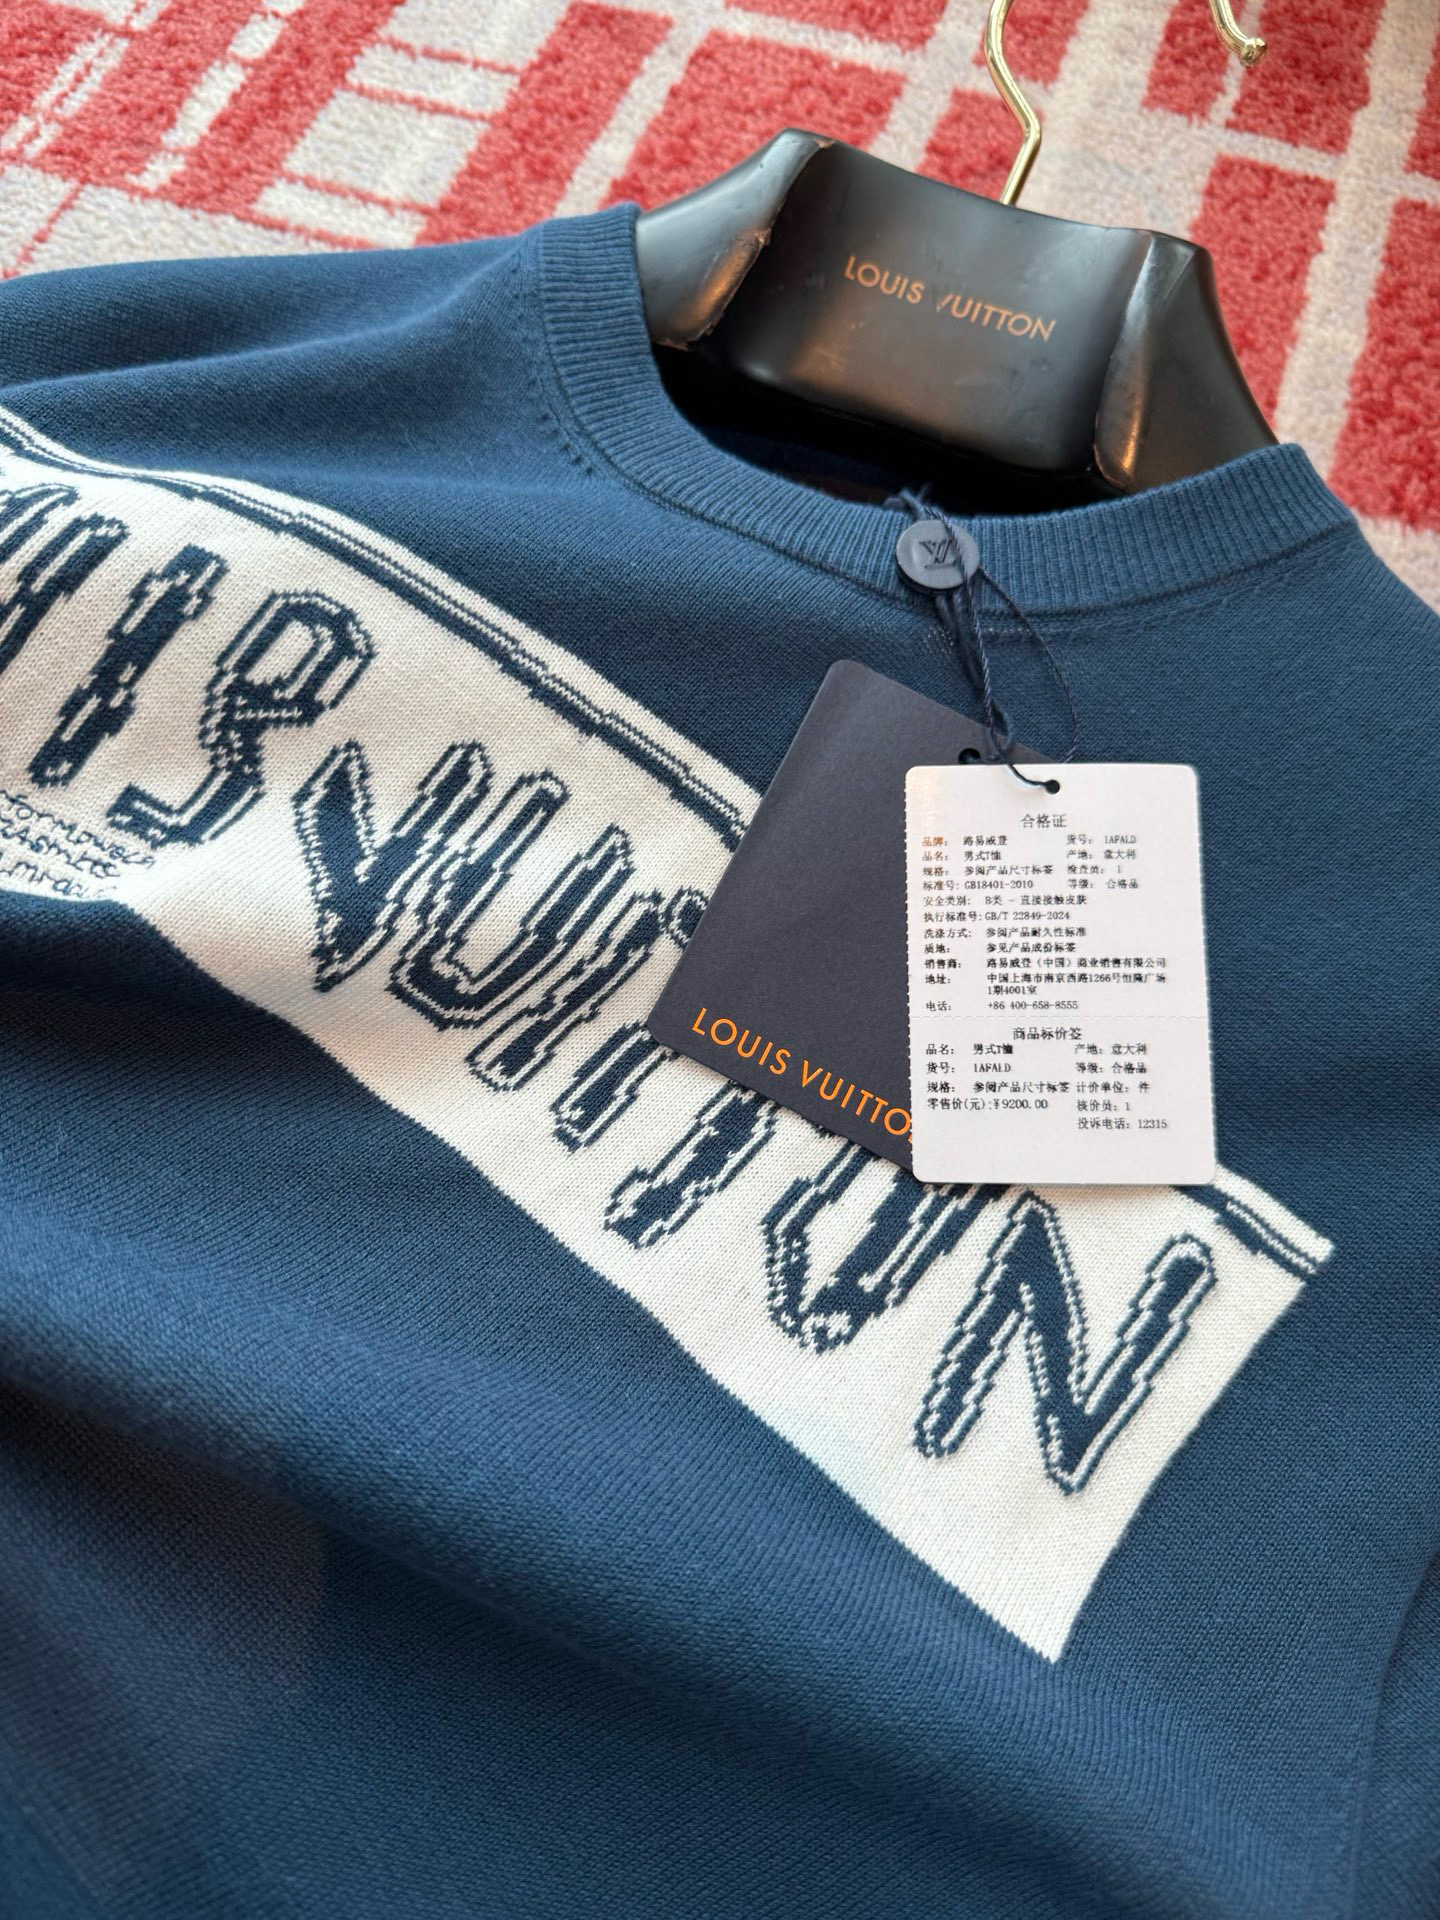 LOUIS VUITTON
LV
IS VUITTON
LOUIS VUITTO
合格证
品牌： 路易威登 货号： 1AFALD
品名： 男式T恤 产地： 意大利
规格： 参阅产品尺寸标签 检查员： 1
标准号: GB18401-2010 等级： 合格品
安全类别： B类 - 直接接触皮肤
执行标准号:GB/T 22849-2024
洗涤方式： 参阅产品耐久性标准
质地： 参见产品成份标签
销售商： 路易威登（中国）商业销售有限公司
地址： 中国上海市南京西路1266号恒隆广场
1期4001室
电话： +86 400-658-8555
商品标价签
品名： 男式T恤 产地：意大利
货号： 1AFALD 等级：合格品
规格： 参阅产品尺寸标签 计价单位：件
零售价(元):¥9200.00 核价员：1
投诉电话：12315